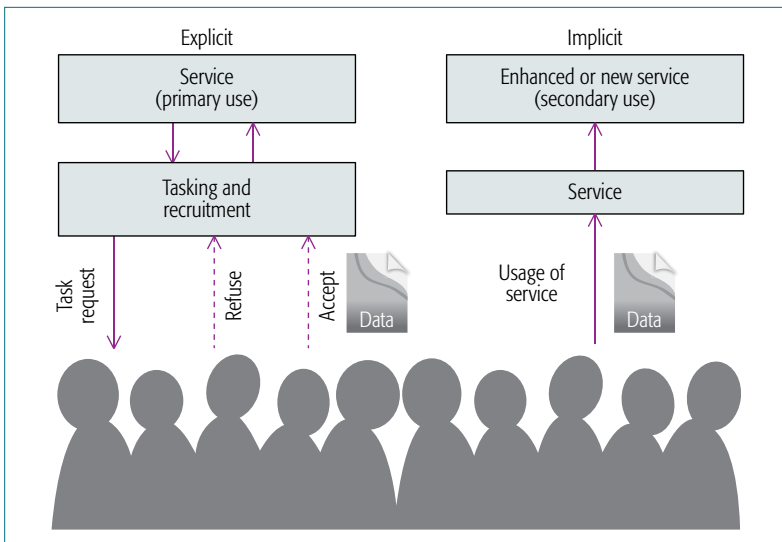 Explicit
Service
(primary use)
Tasking and
recruitment
Task
request
Refuse
Accept
Data
Implicit
Enhanced or new service
(secondary use)
Service
Usage of
service
Data